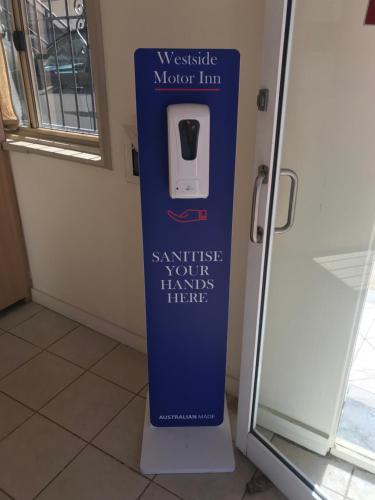 Westside
Motor Inn
SANITISE
YOUR
HANDS
HERE
AUSTRALIAN MADE